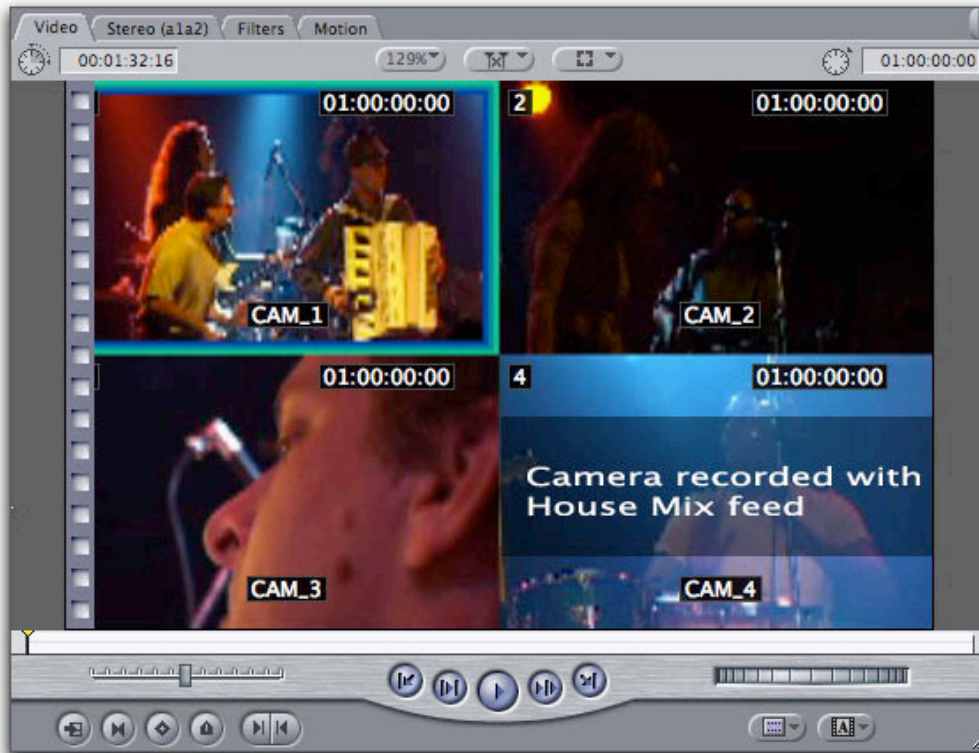 Video Stereo (a1a2) Filters Motion
00:01:32:16 129% 01:00:00:00
01:00:00:00
2 01:00:00:00
CAM_1
CAM_2
01:00:00:00
4 01:00:00:00
Camera recorded with
House Mix feed
CAM_3
CAM_4
A